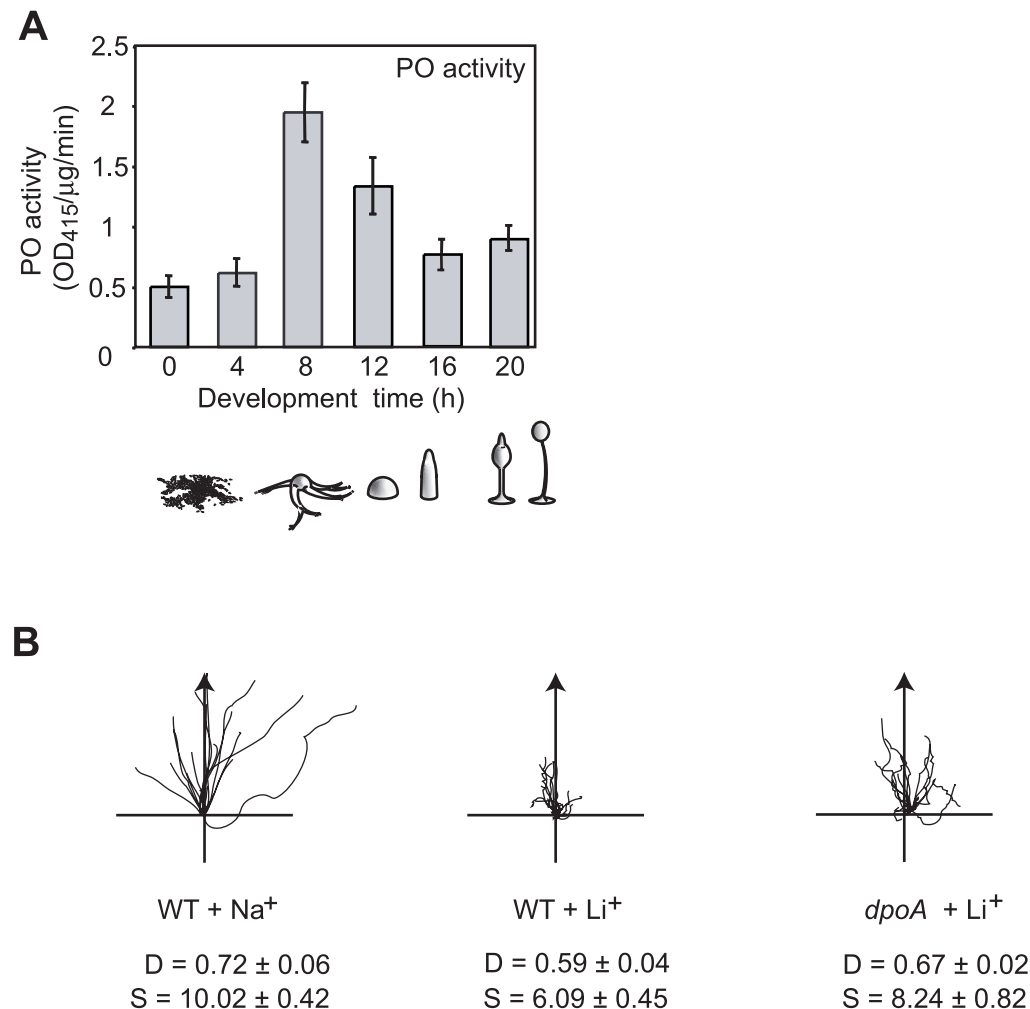 A
PO activity
PO activity
(OD415/µg/min)
2.5
2
1.5
1
0.5
0
0 4 8 12 16 20
Development time (h)
B
WT + Na+
D = 0.72 ± 0.06
S = 10.02 ± 0.42
WT + Li+
D = 0.59 ± 0.04
S = 6.09 ± 0.45
dpoA + Li+
D = 0.67 ± 0.02
S = 8.24 ± 0.82